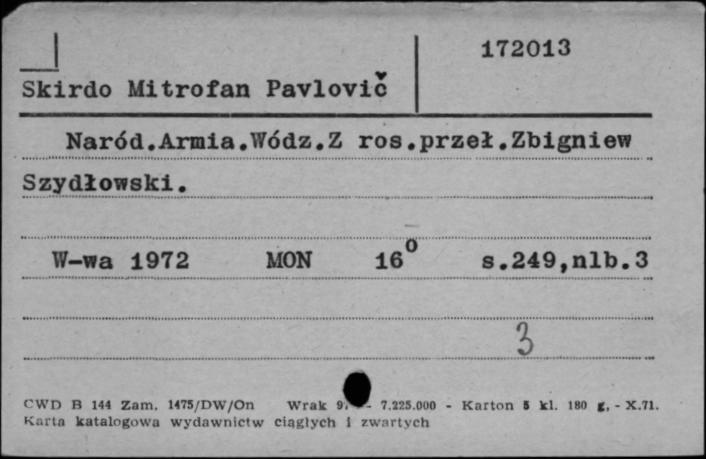 172013
Skirdo Mitrofan Pavlovič
Naród.Armia.Wódz.Z ros.przeł.Zbigniew
Szydłowski.
W-wa 1972 MON 16° s.249,nlb.3
3
CWD B 144 Zam. 1475/DW/On Wrak - 7.225.000 - Karton 5 kl. 180 g. - X.71.
Karta katalogowa wydawnictw ciągłych i zwartych